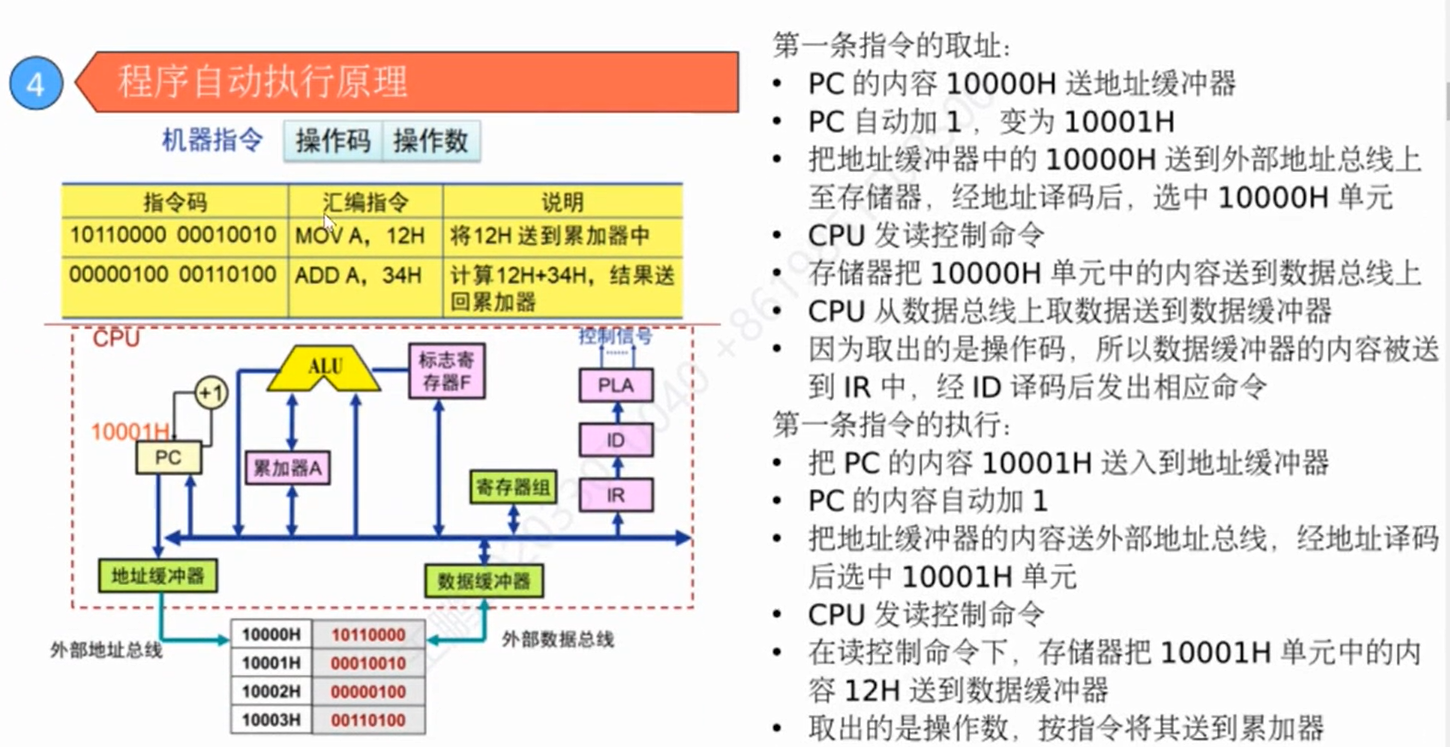 4 程序自动执行原理
机器指令 操作码 操作数
指令码 汇编指令 说明
10110000 00010010 MOV A，12H 将12H 送到累加器中
00000100 00110100 ADD A，34H 计算12H+34H，结果送
回累加器
CPU
控制信号
ALU
标志寄
存器F
PLA
+1
10001H
PC
ID
累加器A
寄存器组
IR
地址缓冲器
数据缓冲器
外部地址总线
外部数据总线
10000H 10110000
10001H 00010010
10002H 00000100
10003H 00110100
第一条指令的取址：
• PC 的内容 10000H 送地址缓冲器
• PC 自动加 1 ，变为 10001H
• 把地址缓冲器中的 10000H 送到外部地址总线上
至存储器，经地址译码后，选中 10000H 单元
• CPU 发读控制命令
• 存储器把 10000H 单元中的内容送到数据总线上
• CPU 从数据总线上取数据送到数据缓冲器
• 因为取出的是操作码，所以数据缓冲器的内容被送
到 IR 中，经 ID 译码后发出相应命令
第一条指令的执行：
• 把 PC 的内容 10001H 送入到地址缓冲器
• PC 的内容自动加 1
• 把地址缓冲器的内容送外部地址总线，经地址译码
后选中 10001H 单元
• CPU 发读控制命令
• 在读控制命令下，存储器把 10001H 单元中的内
容 12H 送到数据缓冲器
• 取出的是操作数，按指令将其送到累加器